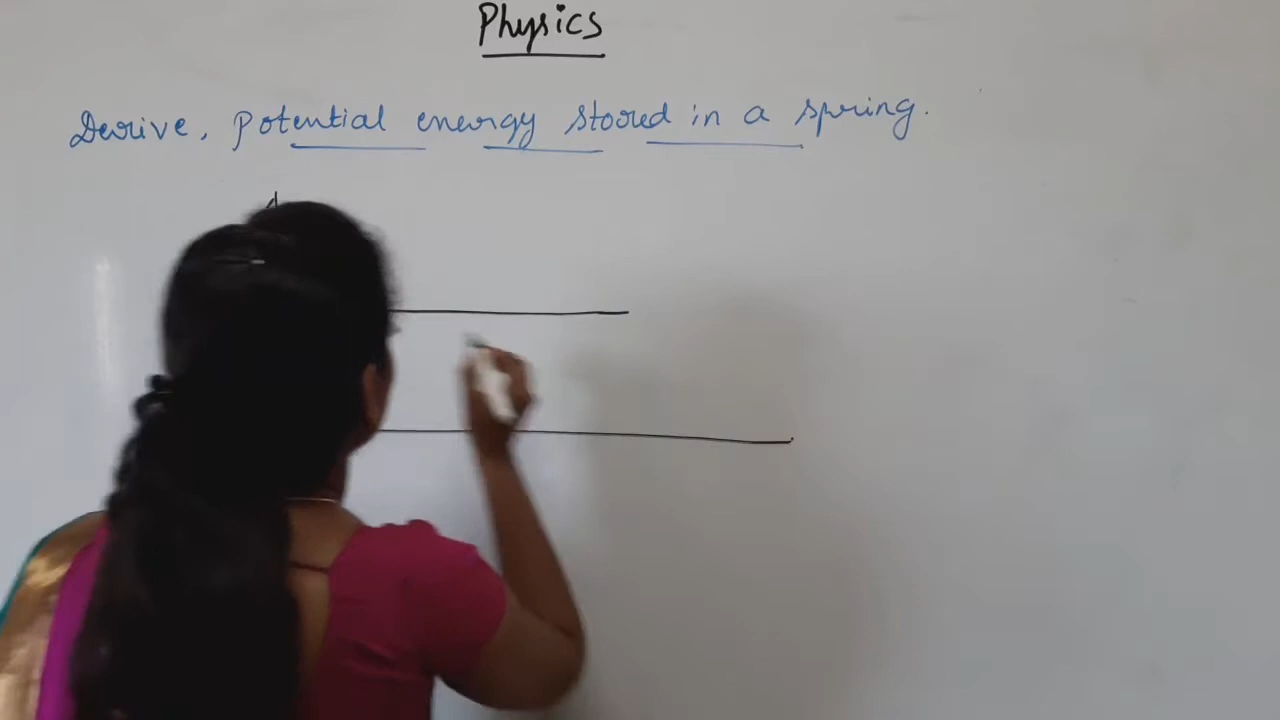 Physics
Derive, potential energy stored in a spring.